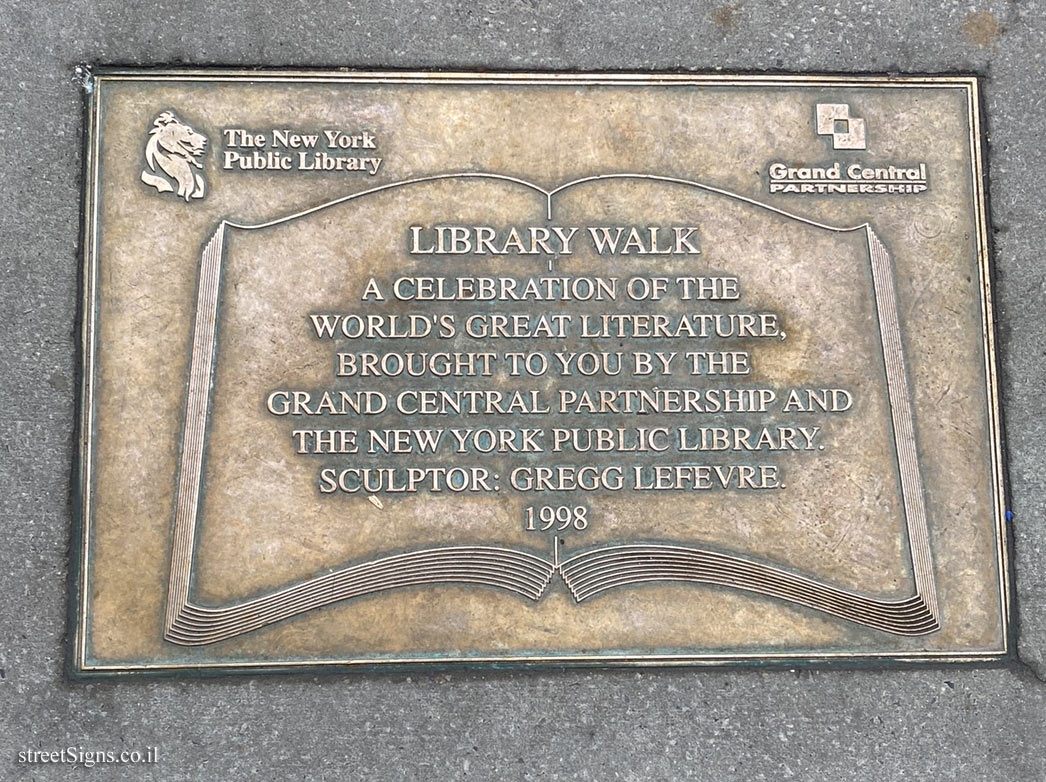 The New York
Public Library
Grand Central
PARTNERSHIP
LIBRARY WALK
A CELEBRATION OF THE
WORLD'S GREAT LITERATURE,
BROUGHT TO YOU BY THE
GRAND CENTRAL PARTNERSHIP AND
THE NEW YORK PUBLIC LIBRARY.
SCULPTOR: GREGG LEFEVRE.
1998
streetSigns.co.il